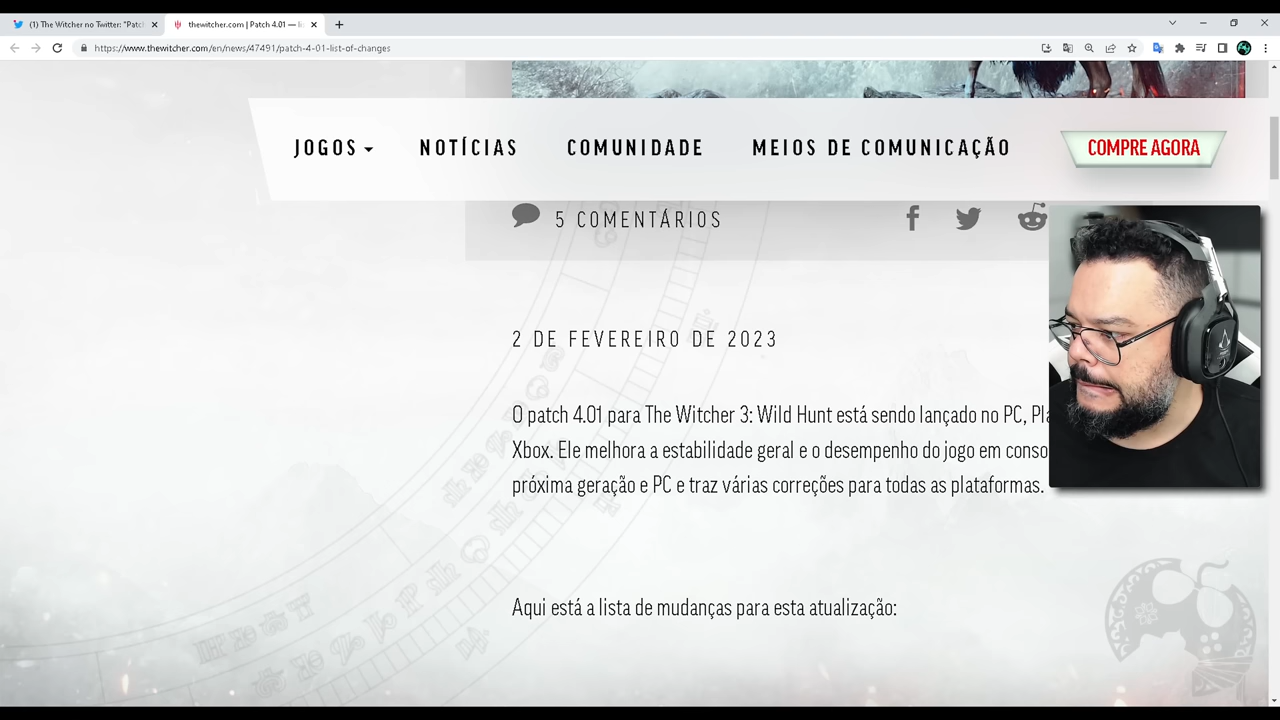 (1) The Witcher no Twitter: "Patc
thewitcher.com | Patch 4.01 — li
https://www.thewitcher.com/en/news/47491/patch-4-01-list-of-changes
JOGOS NOTÍCIAS COMUNIDADE MEIOS DE COMUNICAÇÃO COMPRE AGORA
5 COMENTÁRIOS
2 DE FEVEREIRO DE 2023
O patch 4.01 para The Witcher 3: Wild Hunt está sendo lançado no PC, Pla
Xbox. Ele melhora a estabilidade geral e o desempenho do jogo em conso
próxima geração e PC e traz várias correções para todas as plataformas.
Aqui está a lista de mudanças para esta atualização: